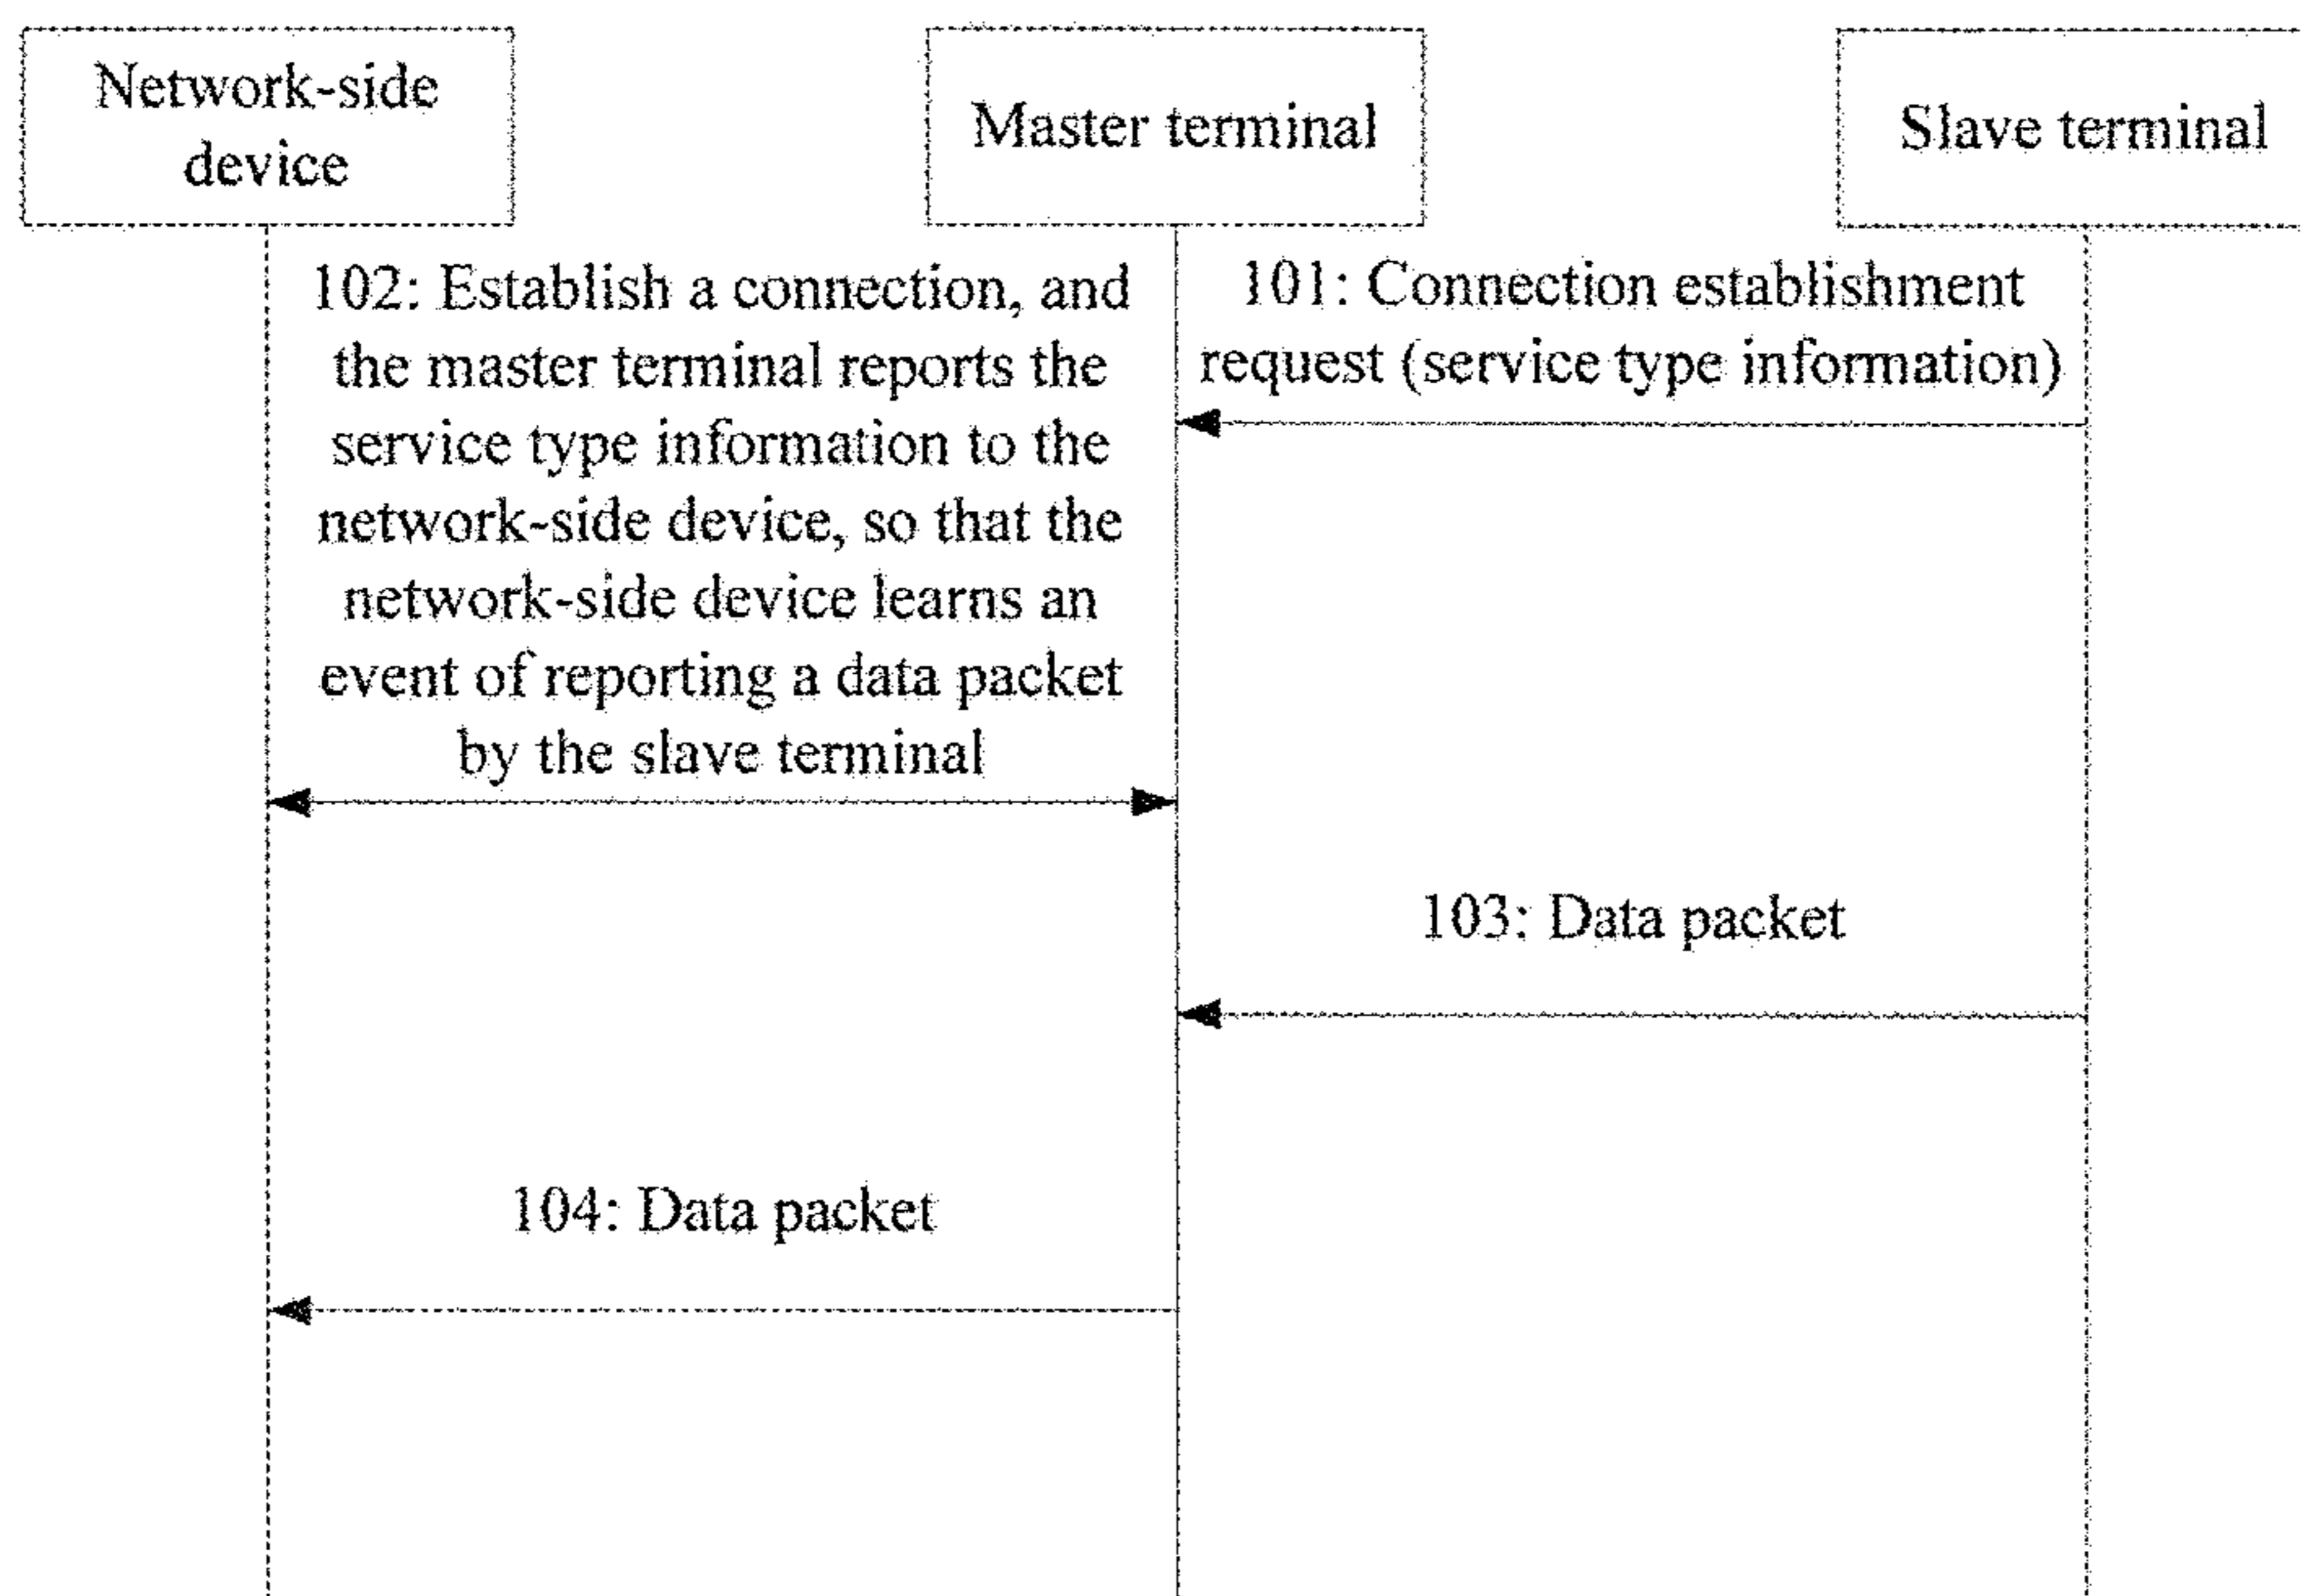 Network-side
device
Master terminal
Slave terminal
102: Establish a connection, and
the master terminal reports the
service type information to the
network-side device, so that the
network-side device learns an
event of reporting a data packet
by the slave terminal
101: Connection establishment
request (service type information)
103: Data packet
104: Data packet